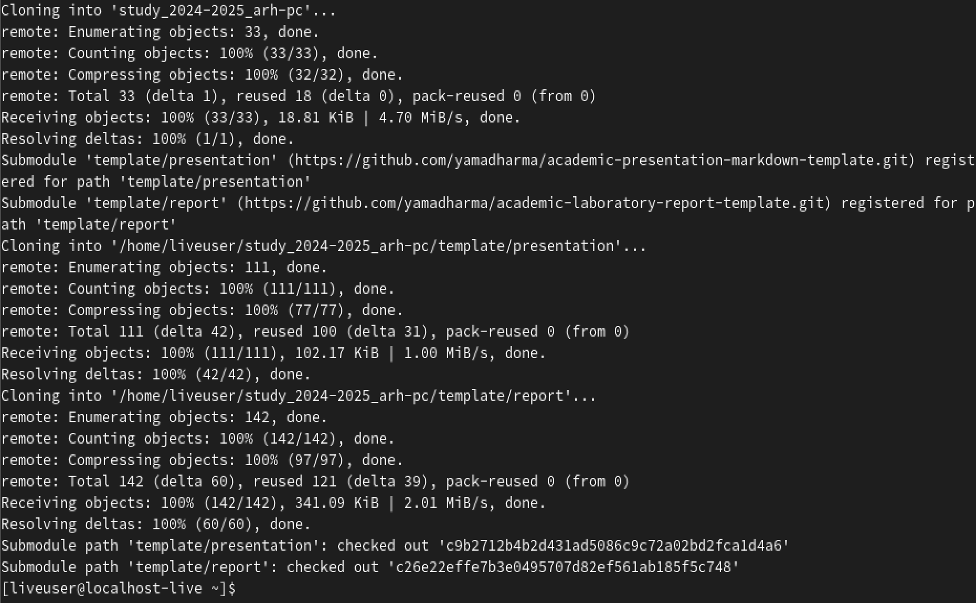 Cloning into 'study_2024-2025_arh-pc'...
remote: Enumerating objects: 33, done.
remote: Counting objects: 100% (33/33), done.
remote: Compressing objects: 100% (32/32), done.
remote: Total 33 (delta 1), reused 18 (delta 0), pack-reused 0 (from 0)
Receiving objects: 100% (33/33), 18.81 KiB | 4.70 MiB/s, done.
Resolving deltas: 100% (1/1), done.
Submodule 'template/presentation' (https://github.com/yamadharma/academic-presentation-markdown-template.git) regist
ered for path 'template/presentation'
Submodule 'template/report' (https://github.com/yamadharma/academic-laboratory-report-template.git) registered for p
ath 'template/report'
Cloning into '/home/liveuser/study_2024-2025_arh-pc/template/presentation'...
remote: Enumerating objects: 111, done.
remote: Counting objects: 100% (111/111), done.
remote: Compressing objects: 100% (77/77), done.
remote: Total 111 (delta 42), reused 100 (delta 31), pack-reused 0 (from 0)
Receiving objects: 100% (111/111), 102.17 KiB | 1.00 MiB/s, done.
Resolving deltas: 100% (42/42), done.
Cloning into '/home/liveuser/study_2024-2025_arh-pc/template/report'...
remote: Enumerating objects: 142, done.
remote: Counting objects: 100% (142/142), done.
remote: Compressing objects: 100% (97/97), done.
remote: Total 142 (delta 60), reused 121 (delta 39), pack-reused 0 (from 0)
Receiving objects: 100% (142/142), 341.09 KiB | 2.01 MiB/s, done.
Resolving deltas: 100% (60/60), done.
Submodule path 'template/presentation': checked out 'c9b2712b4b2d431ad5086c9c72a02bd2fca1d4a6'
Submodule path 'template/report': checked out 'c26e22effe7b3e0495707d82ef561ab185f5c748'
[liveuser@localhost-live ~]$